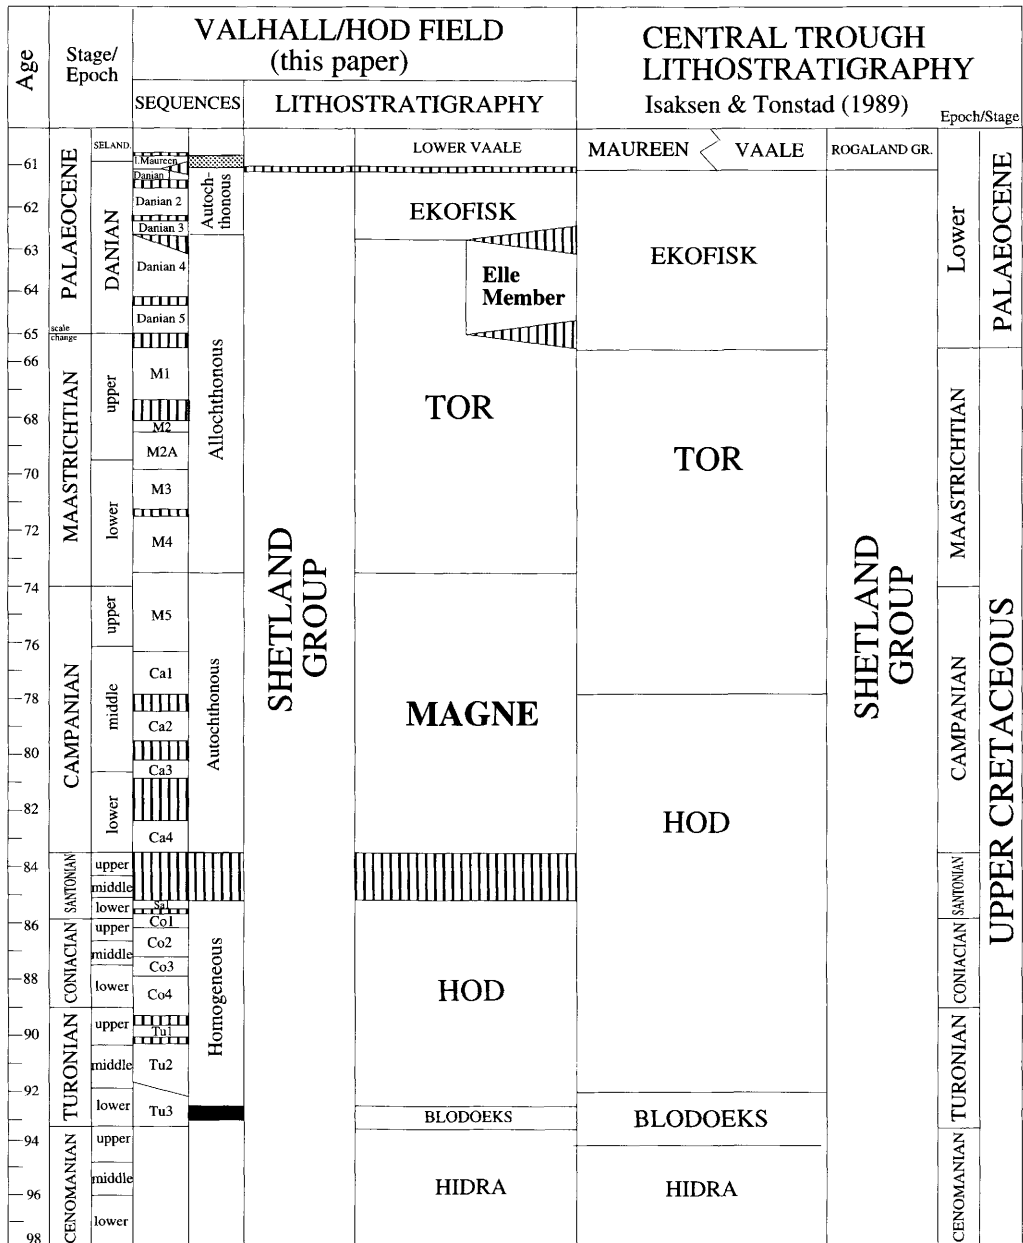 Age
Stage/
Epoch
VALHALL/HOD FIELD
(this paper)
SEQUENCES
LITHOSTRATIGRAPHY
CENTRAL TROUGH
LITHOSTRATIGRAPHY
Isaksen & Tonstad (1989)
Epoch/Stage
61
62
63
64
65
66
68
70
72
74
76
78
80
82
84
86
88
90
92
94
96
98
PALAEOCENE
scale
change
MAASTRICHTIAN
CAMPANIAN
SANTONIAN
CONIACIAN
TURONIAN
CENOMANIAN
SELAND.
DANIAN
upper
lower
upper
middle
lower
upper
middle
lower
upper
middle
lower
upper
middle
lower
upper
middle
lower
l.Maureen
Danian 1
Danian 2
Danian 3
Danian 4
Danian 5
M1
M2
M2A
M3
M4
M5
Ca1
Ca2
Ca3
Ca4
Sa1
Co1
Co2
Co3
Co4
Tu1
Tu2
Tu3
Autoch-
thonous
Allochthonous
Autochthonous
Homogeneous
SHETLAND
GROUP
LOWER VAALE
EKOFISK
Elle
Member
TOR
MAGNE
HOD
BLODOEKS
HIDRA
MAUREEN
VAALE
EKOFISK
TOR
HOD
BLODOEKS
HIDRA
ROGALAND GR.
SHETLAND
GROUP
Lower
MAASTRICHTIAN
CAMPANIAN
SANTONIAN
CONIACIAN
TURONIAN
CENOMANIAN
PALAEOCENE
UPPER CRETACEOUS